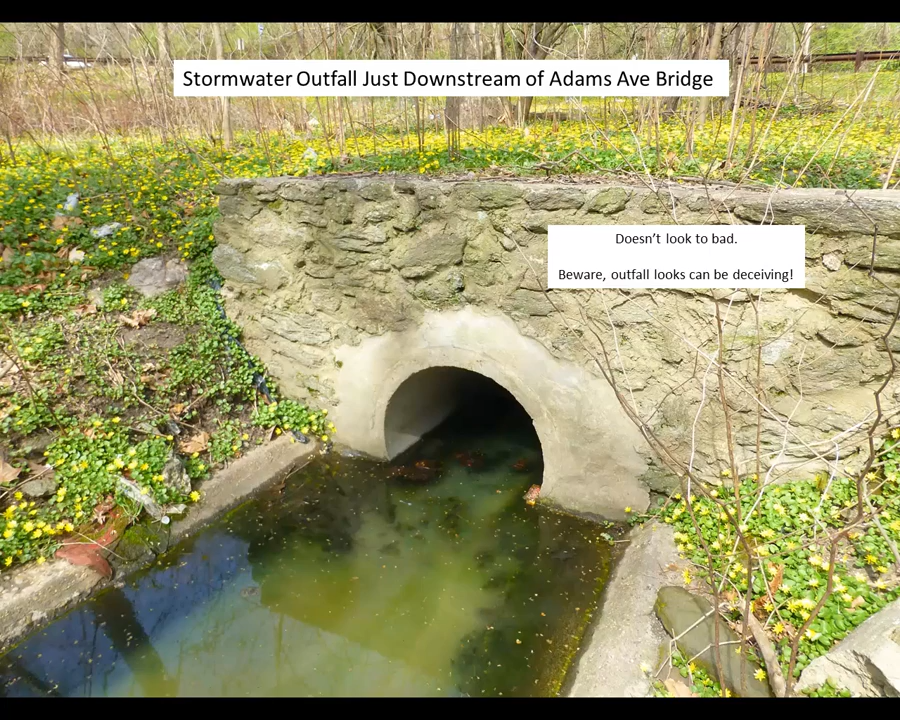 Stormwater Outfall Just Downstream of Adams Ave Bridge
Doesn't look to bad.
Beware, outfall looks can be deceiving!